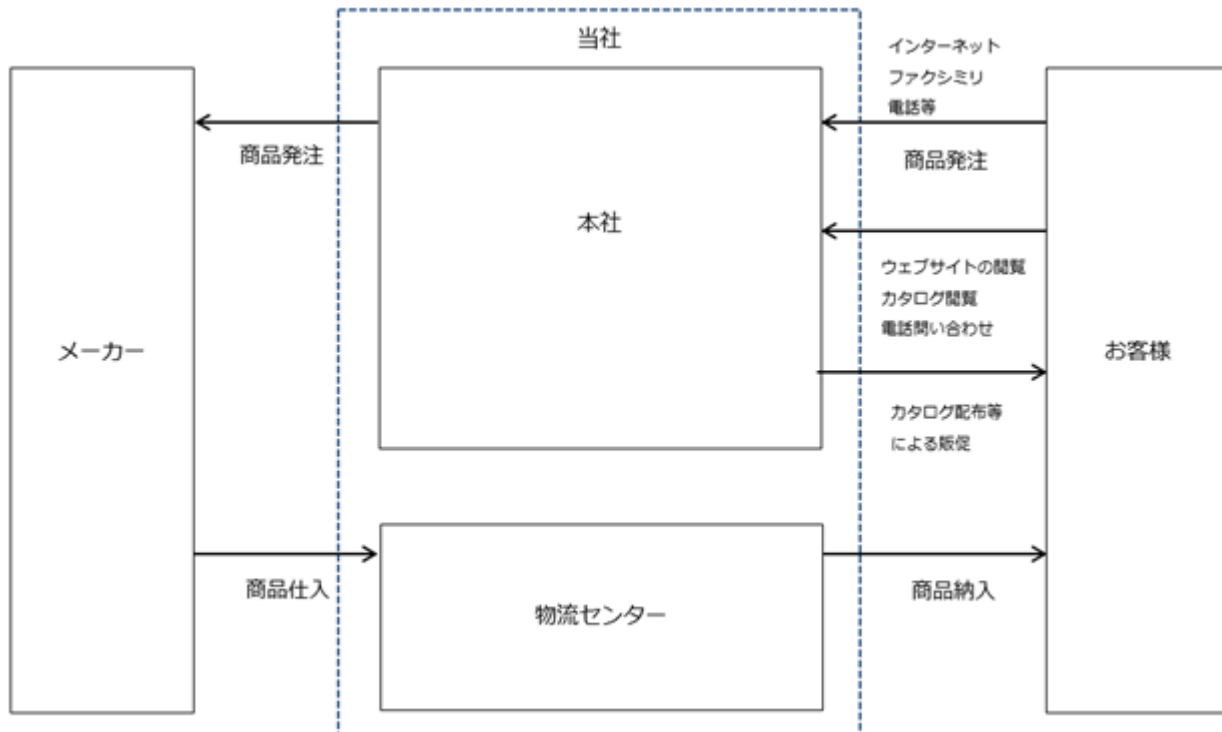 当社
インターネット
ファクシミリ
電話等
商品発注
商品発注
本社
ウェブサイトの閲覧
カタログ閲覧
電話問い合わせ
メーカー
お客様
カタログ配布等
による販促
商品仕入
商品納入
物流センター